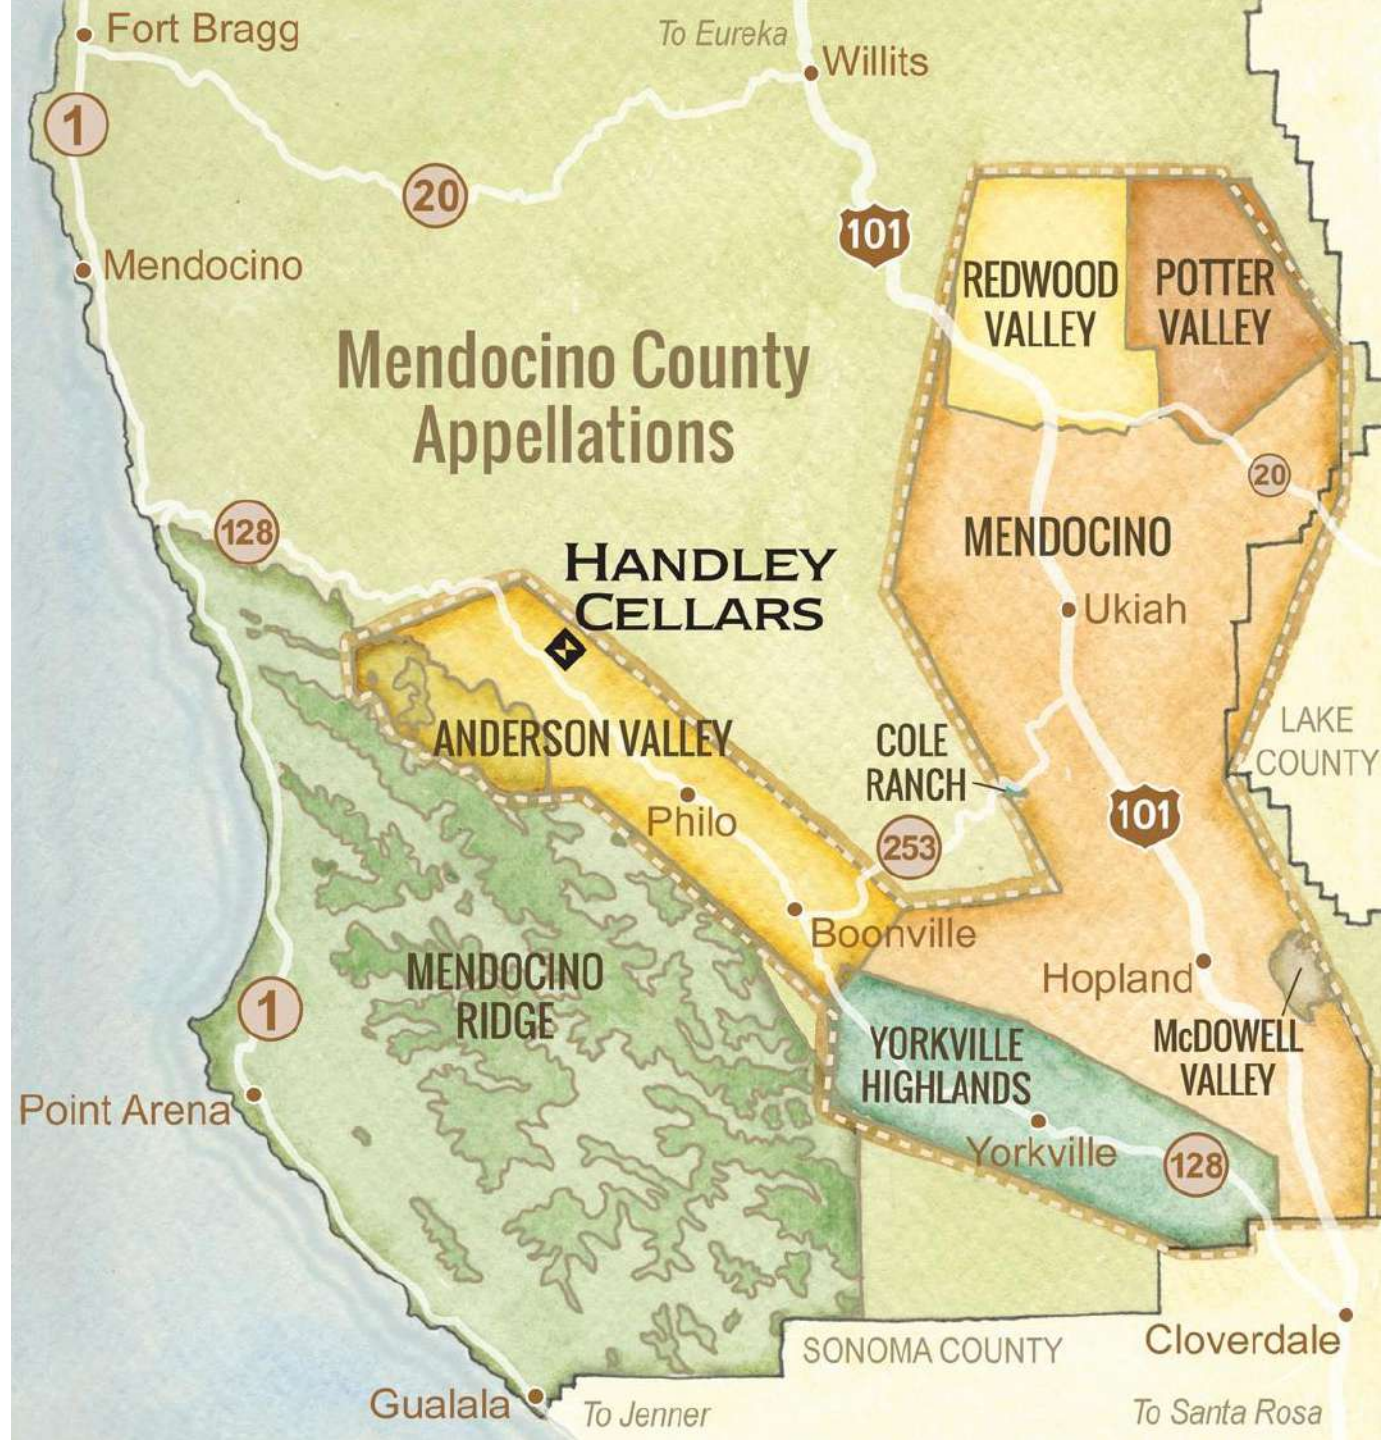 Fort Bragg
To Eureka
Willits
1
20
Mendocino
101
REDWOOD
VALLEY
POTTER
VALLEY
Mendocino County
Appellations
20
128
HANDLEY
CELLARS
MENDOCINO
Ukiah
ANDERSON VALLEY
COLE
RANCH
LAKE
COUNTY
Philo
253
101
Boonville
MENDOCINO
RIDGE
Hopland
1
YORKVILLE
HIGHLANDS
McDOWELL
VALLEY
Point Arena
Yorkville
128
SONOMA COUNTY
Cloverdale
Gualala
To Jenner
To Santa Rosa